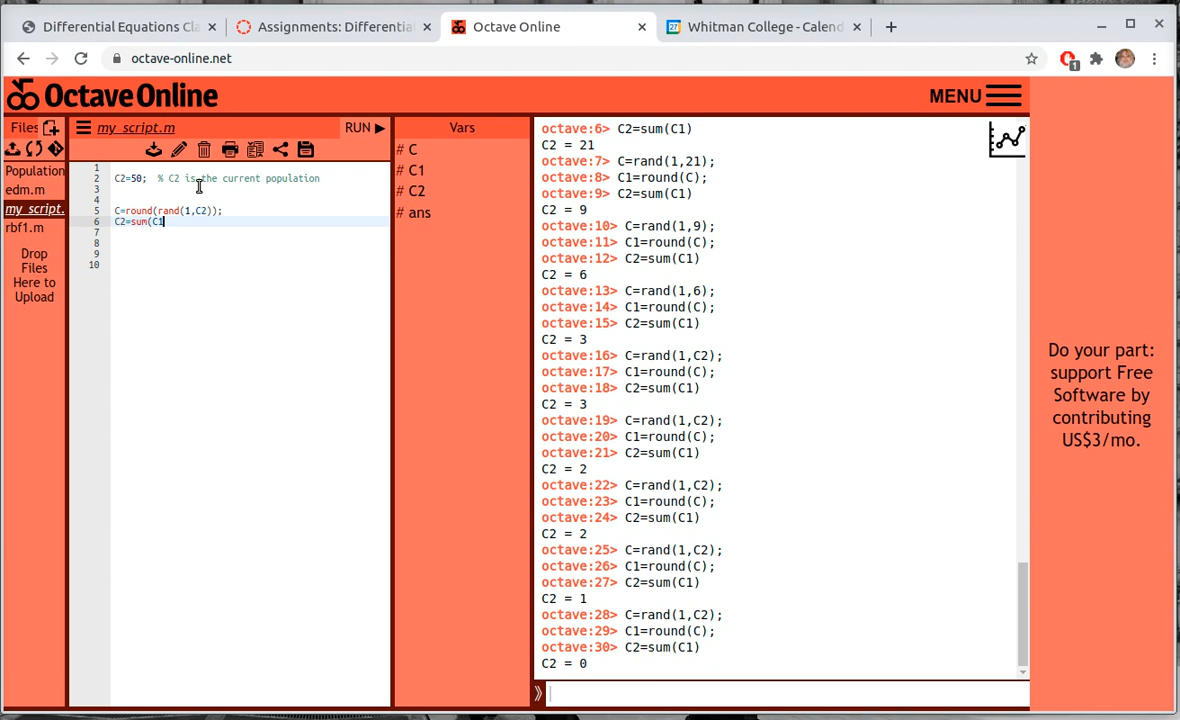 Differential Equations Cla
Assignments: Differential
Octave Online
Whitman College - Calend
octave-online.net
1
OctaveOnline
MENU
Files
my_script.m
RUN
Vars
Population
edm.m
my_script.
rbf1.m
Drop
Files
Here to
Upload
1
2 C2=50; % C2 is the current population
3
4
5 C=round(rand(1,C2));
6 C2=sum(C1
7
8
9
10
# C
# C1
# C2
# ans
octave:6> C2=sum(C1)
C2 = 21
octave:7> C=rand(1,21);
octave:8> C1=round(C);
octave:9> C2=sum(C1)
C2 = 9
octave:10> C=rand(1,9);
octave:11> C1=round(C);
octave:12> C2=sum(C1)
C2 = 6
octave:13> C=rand(1,6);
octave:14> C1=round(C);
octave:15> C2=sum(C1)
C2 = 3
octave:16> C=rand(1,C2);
octave:17> C1=round(C);
octave:18> C2=sum(C1)
C2 = 3
octave:19> C=rand(1,C2);
octave:20> C1=round(C);
octave:21> C2=sum(C1)
C2 = 2
octave:22> C=rand(1,C2);
octave:23> C1=round(C);
octave:24> C2=sum(C1)
C2 = 2
octave:25> C=rand(1,C2);
octave:26> C1=round(C);
octave:27> C2=sum(C1)
C2 = 1
octave:28> C=rand(1,C2);
octave:29> C1=round(C);
octave:30> C2=sum(C1)
C2 = 0
Do your part:
support Free
Software by
contributing
US$3/mo.